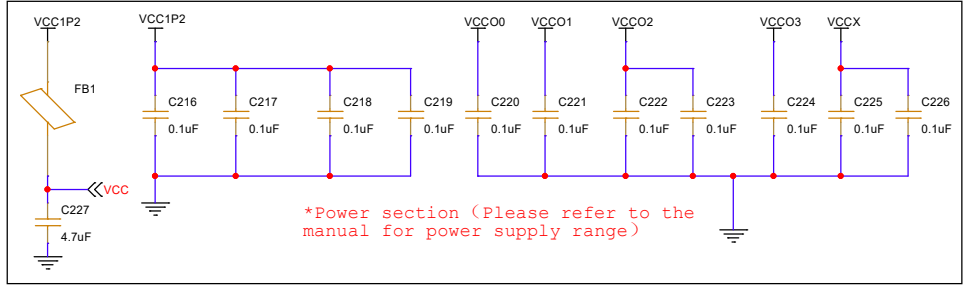 VCC1P2
VCC1P2
VCCO0
VCCO1
VCCO2
VCCO3
VCCX
FB1
C216
0.1uF
C217
0.1uF
C218
0.1uF
C219
0.1uF
C220
0.1uF
C221
0.1uF
C222
0.1uF
C223
0.1uF
C224
0.1uF
C225
0.1uF
C226
0.1uF
VCC
C227
4.7uF
*Power section（Please refer to the
manual for power supply range）